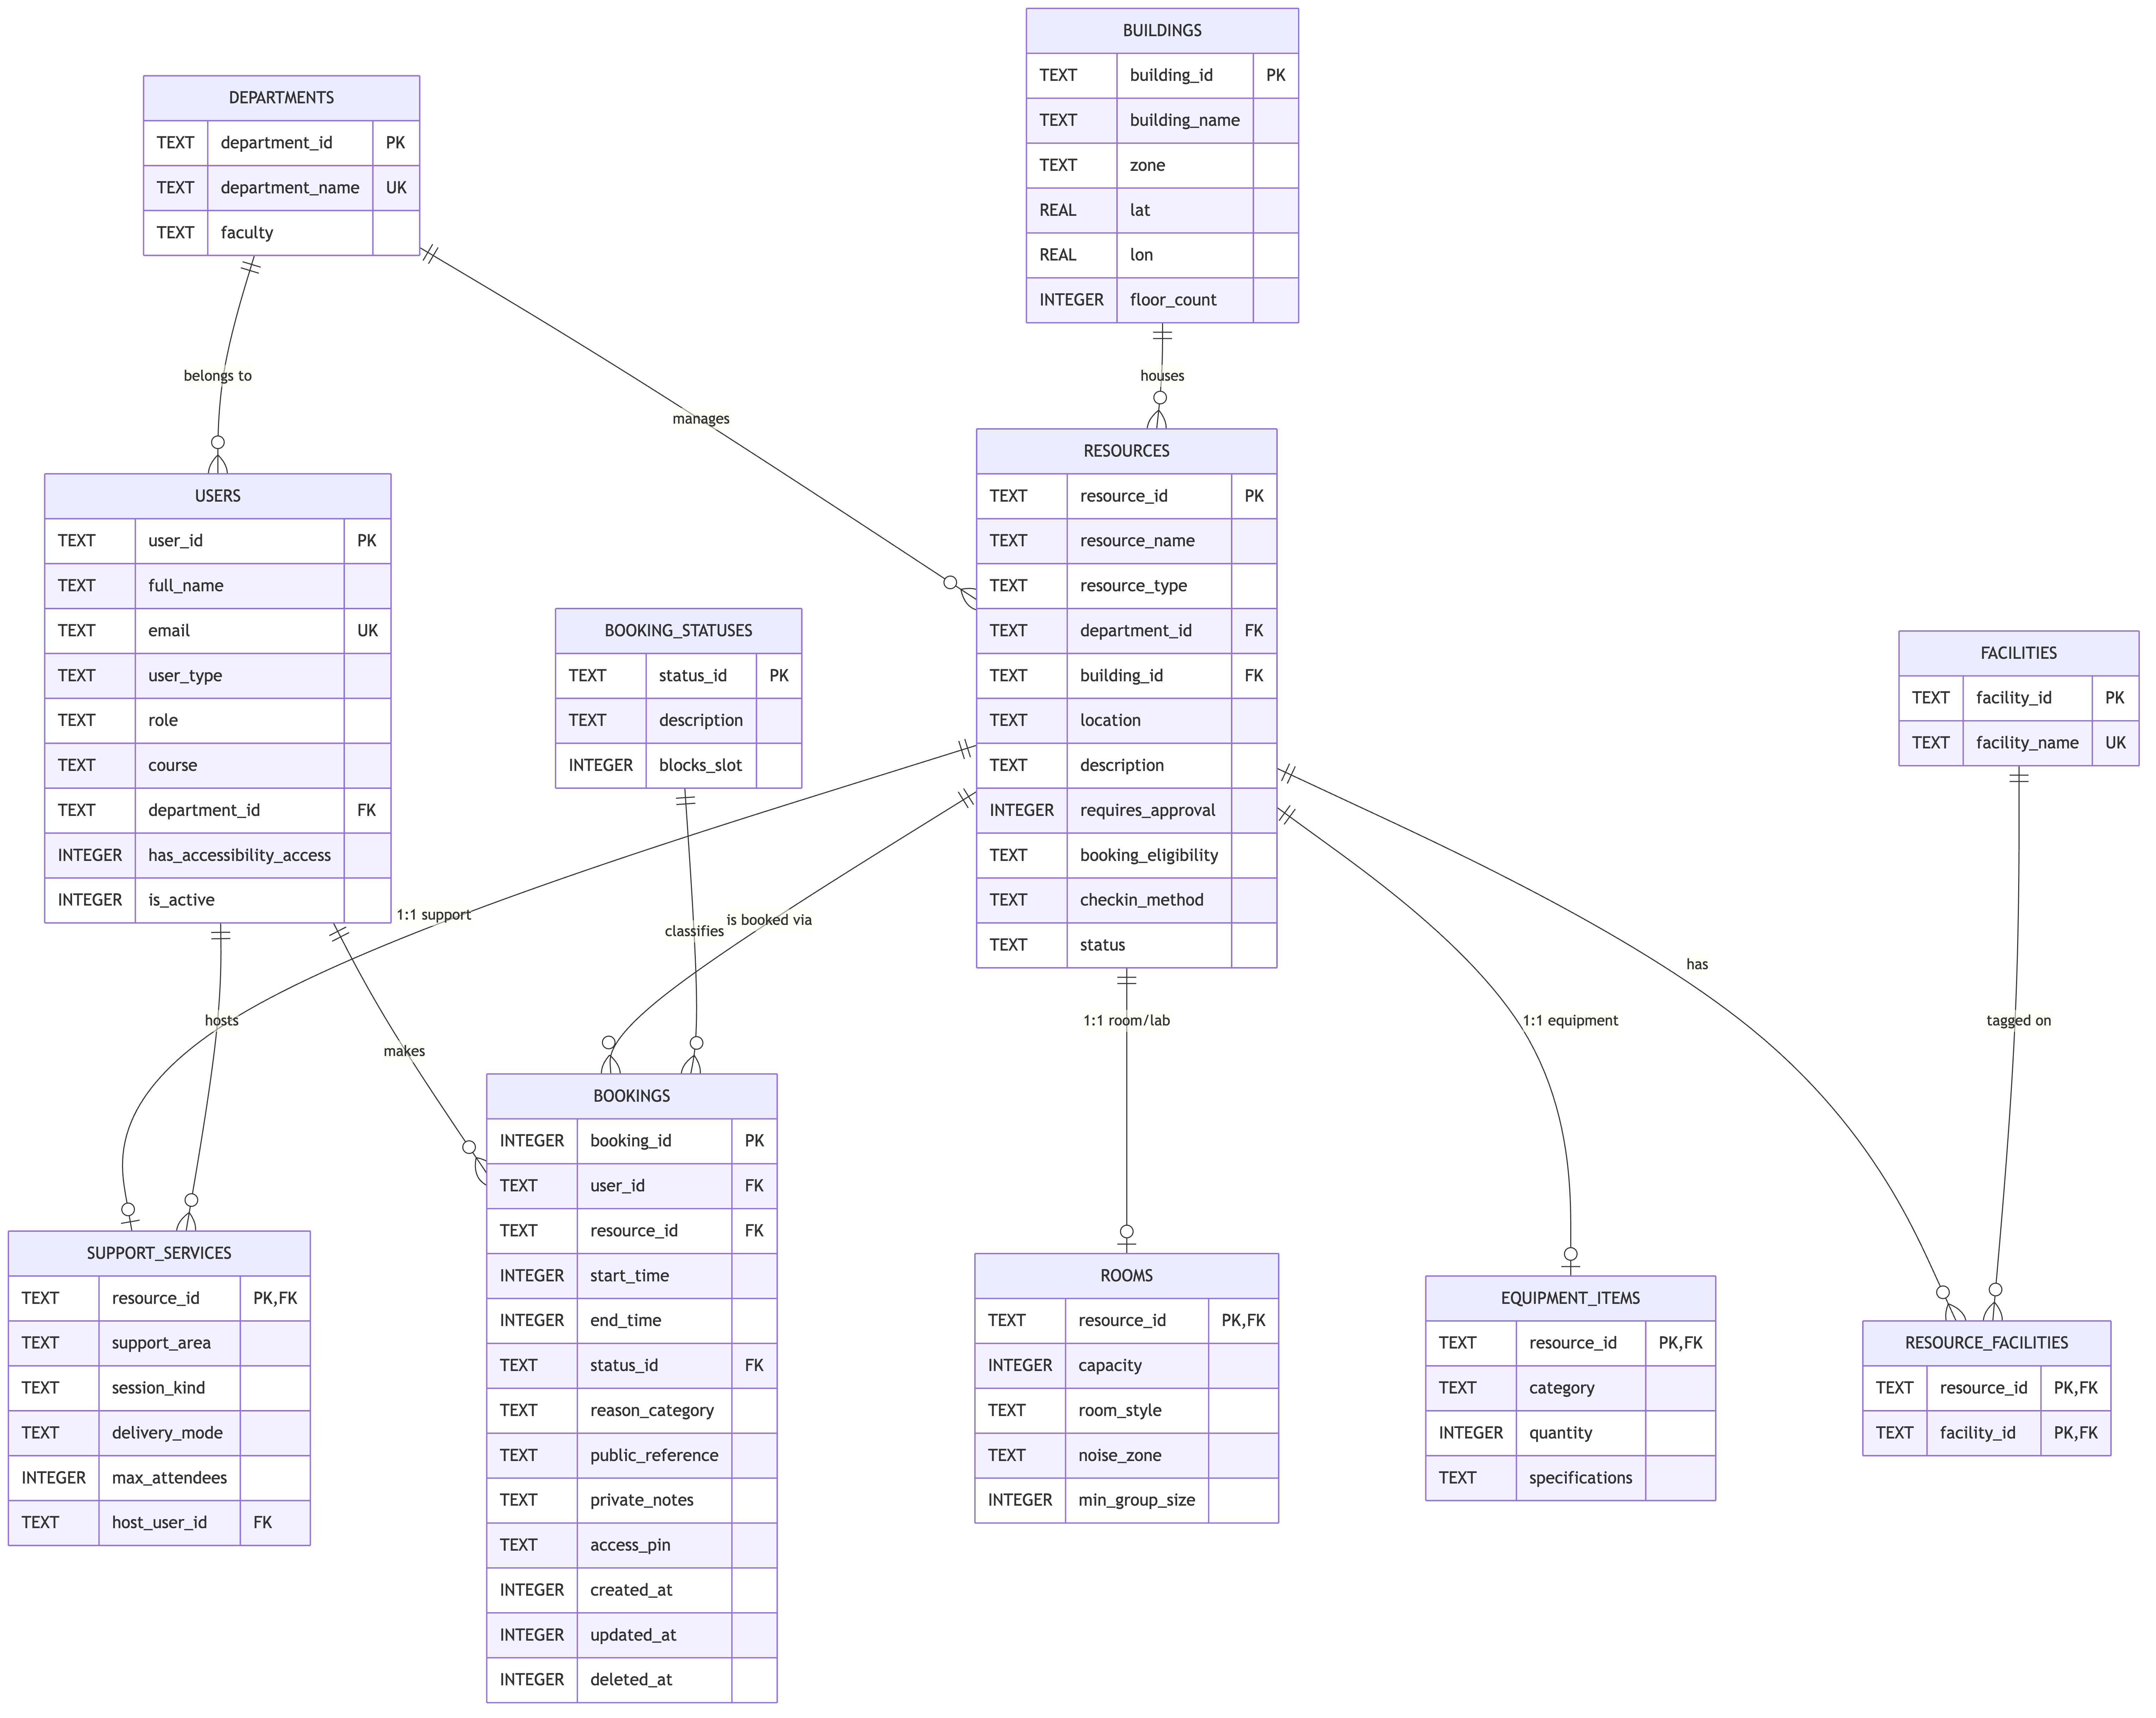 BUILDINGS
TEXT building_id PK
TEXT building_name
TEXT zone
REAL lat
REAL lon
INTEGER floor_count
DEPARTMENTS
TEXT department_id PK
TEXT department_name UK
TEXT faculty
belongs to
manages
houses
USERS
TEXT user_id PK
TEXT full_name
TEXT email UK
TEXT user_type
TEXT role
TEXT course
TEXT department_id FK
INTEGER has_accessibility_access
INTEGER is_active
BOOKING_STATUSES
TEXT status_id PK
TEXT description
INTEGER blocks_slot
RESOURCES
TEXT resource_id PK
TEXT resource_name
TEXT resource_type
TEXT department_id FK
TEXT building_id FK
TEXT location
TEXT description
INTEGER requires_approval
TEXT booking_eligibility
TEXT checkin_method
TEXT status
FACILITIES
TEXT facility_id PK
TEXT facility_name UK
1:1 support
classifies
is booked via
has
hosts
makes
1:1 room/lab
1:1 equipment
tagged on
SUPPORT_SERVICES
TEXT resource_id PK,FK
TEXT support_area
TEXT session_kind
TEXT delivery_mode
INTEGER max_attendees
TEXT host_user_id FK
BOOKINGS
INTEGER booking_id PK
TEXT user_id FK
TEXT resource_id FK
INTEGER start_time
INTEGER end_time
TEXT status_id FK
TEXT reason_category
TEXT public_reference
TEXT private_notes
TEXT access_pin
INTEGER created_at
INTEGER updated_at
INTEGER deleted_at
ROOMS
TEXT resource_id PK,FK
INTEGER capacity
TEXT room_style
TEXT noise_zone
INTEGER min_group_size
EQUIPMENT_ITEMS
TEXT resource_id PK,FK
TEXT category
INTEGER quantity
TEXT specifications
RESOURCE_FACILITIES
TEXT resource_id PK,FK
TEXT facility_id PK,FK